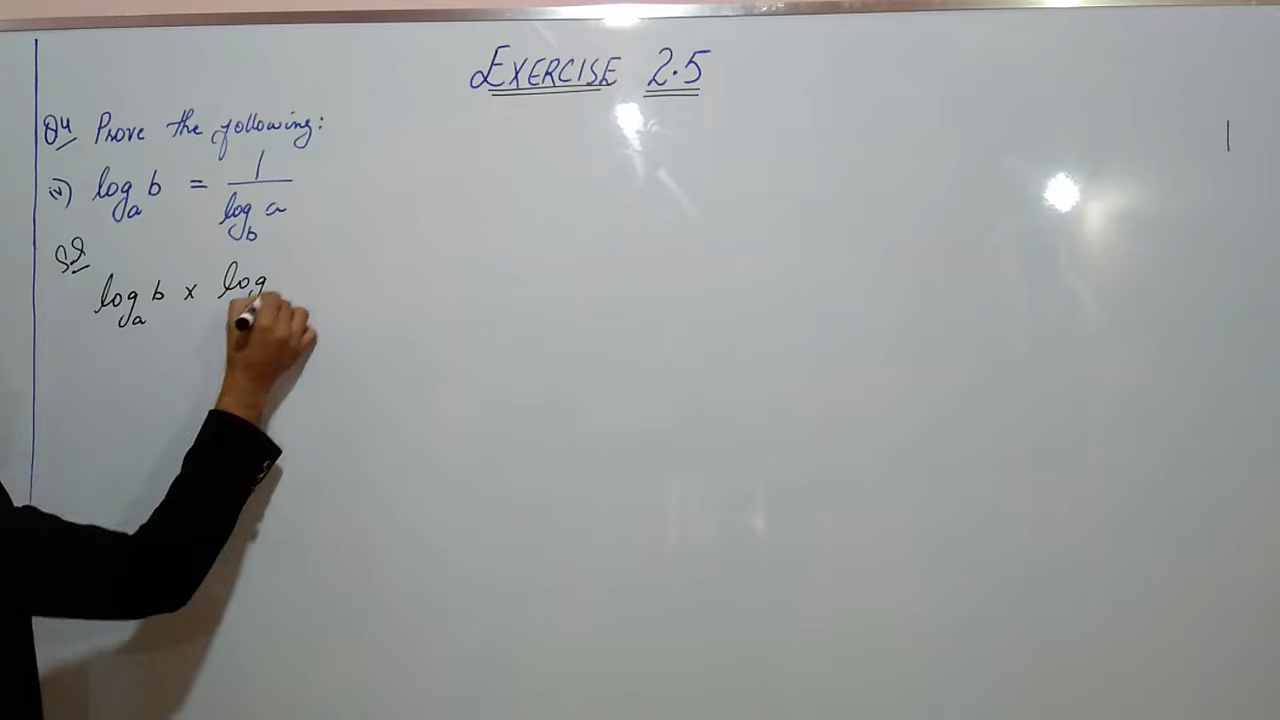 EXERCISE 2.5
Q4 Prove the following:
iv) log_a b = 1 / log_b a
Sol
log_a b × log